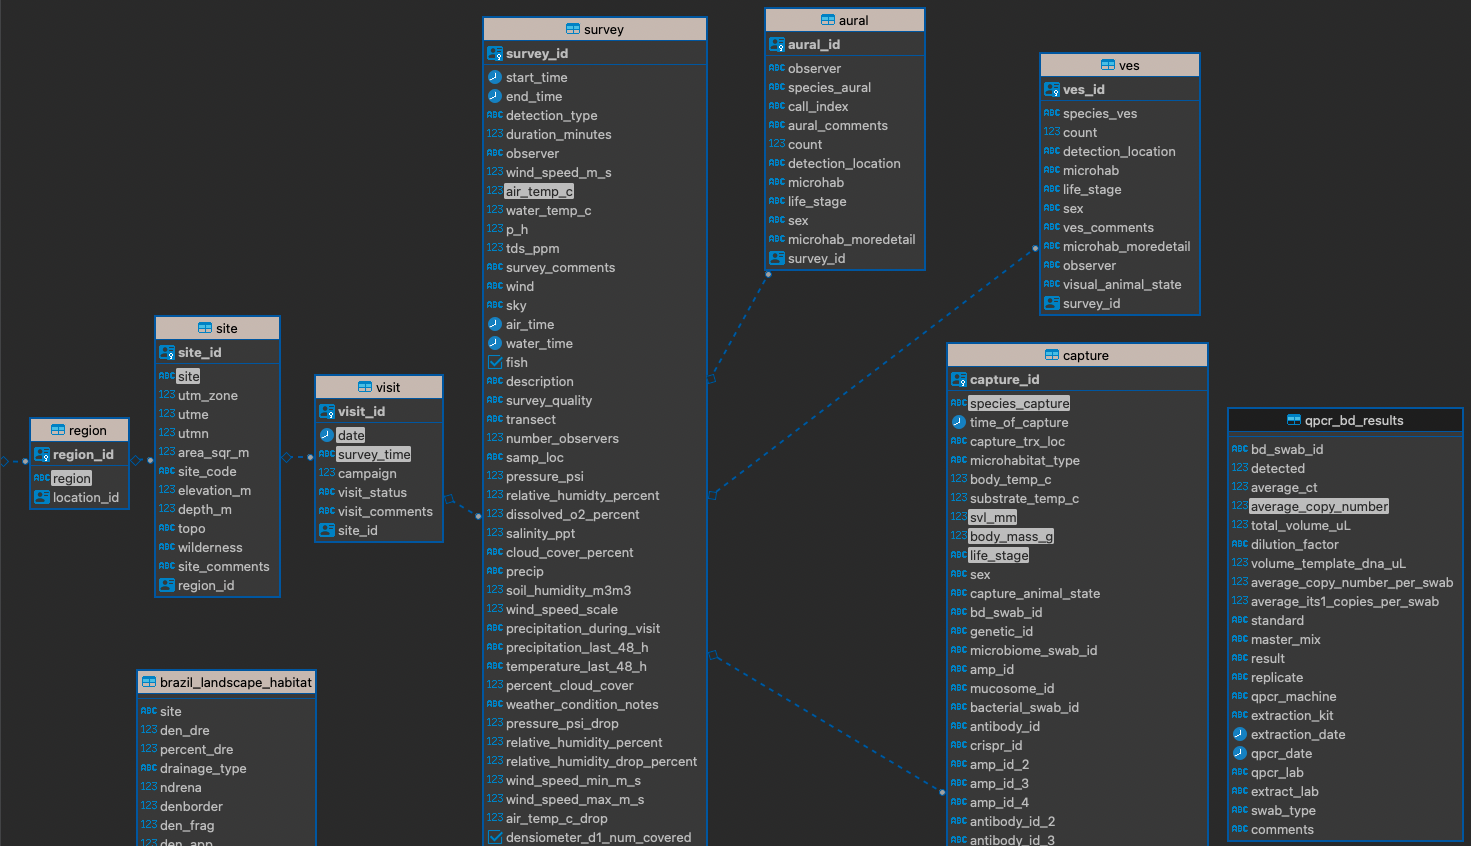 region
region_id
ABC region
location_id
site
site_id
ABC site
ABC utm_zone
123 utme
123 utmn
123 area_sqr_m
ABC site_code
123 elevation_m
123 depth_m
ABC topo
ABC wilderness
ABC site_comments
region_id
brazil_landscape_habitat
ABC site
123 den_dre
123 percent_dre
ABC drainage_type
123 ndrena
123 denborder
123 den_frag
123 den_app
visit
visit_id
date
ABC survey_time
123 campaign
ABC visit_status
ABC visit_comments
site_id
survey
survey_id
start_time
end_time
ABC detection_type
123 duration_minutes
ABC observer
123 wind_speed_m_s
123 air_temp_c
123 water_temp_c
123 p_h
123 tds_ppm
ABC survey_comments
ABC wind
ABC sky
air_time
water_time
fish
ABC description
ABC survey_quality
ABC transect
123 number_observers
ABC samp_loc
123 pressure_psi
123 relative_humidty_percent
123 dissolved_o2_percent
123 salinity_ppt
ABC cloud_cover_percent
ABC precip
123 soil_humidity_m3m3
123 wind_speed_scale
ABC precipitation_during_visit
ABC precipitation_last_48_h
ABC temperature_last_48_h
123 percent_cloud_cover
ABC weather_condition_notes
123 pressure_psi_drop
123 relative_humidity_percent
123 relative_humidity_drop_percent
123 wind_speed_min_m_s
123 wind_speed_max_m_s
123 air_temp_c_drop
densiometer_d1_num_covered
aural
aural_id
ABC observer
ABC species_aural
ABC call_index
ABC aural_comments
123 count
ABC detection_location
ABC microhab
ABC life_stage
ABC sex
ABC microhab_moredetail
survey_id
ves
ves_id
ABC species_ves
123 count
ABC detection_location
ABC microhab
ABC life_stage
ABC sex
ABC ves_comments
ABC microhab_moredetail
ABC observer
ABC visual_animal_state
survey_id
capture
capture_id
ABC species_capture
time_of_capture
ABC capture_trx_loc
ABC microhabitat_type
123 body_temp_c
123 substrate_temp_c
123 svl_mm
123 body_mass_g
ABC life_stage
ABC sex
ABC capture_animal_state
ABC bd_swab_id
ABC genetic_id
ABC microbiome_swab_id
ABC amp_id
ABC mucosome_id
ABC bacterial_swab_id
ABC antibody_id
ABC crispr_id
ABC amp_id_2
ABC amp_id_3
ABC amp_id_4
ABC antibody_id_2
ABC antibody_id_3
qpcr_bd_results
ABC bd_swab_id
123 detected
123 average_ct
123 average_copy_number
123 total_volume_uL
123 dilution_factor
123 volume_template_dna_uL
123 average_copy_number_per_swab
123 average_its1_copies_per_swab
ABC standard
ABC master_mix
ABC result
ABC replicate
ABC qpcr_machine
ABC extraction_kit
extraction_date
qpcr_date
ABC qpcr_lab
ABC extract_lab
ABC swab_type
ABC comments